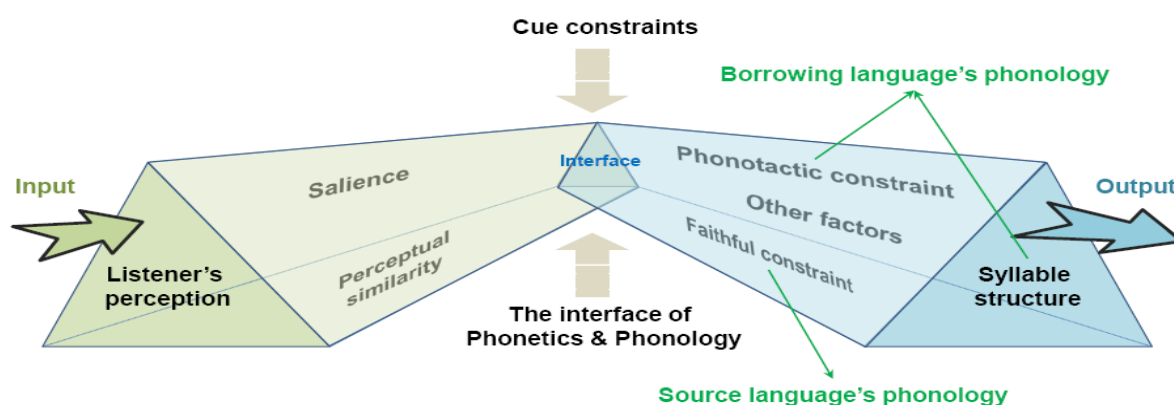 Cue constraints
Borrowing language's phonology
Interface
Phonotactic constraint
Salience
Input
Output
Other factors
Perceptual
similarity
Faithful constraint
Listener's
perception
Syllable
structure
The interface of
Phonetics & Phonology
Source language's phonology